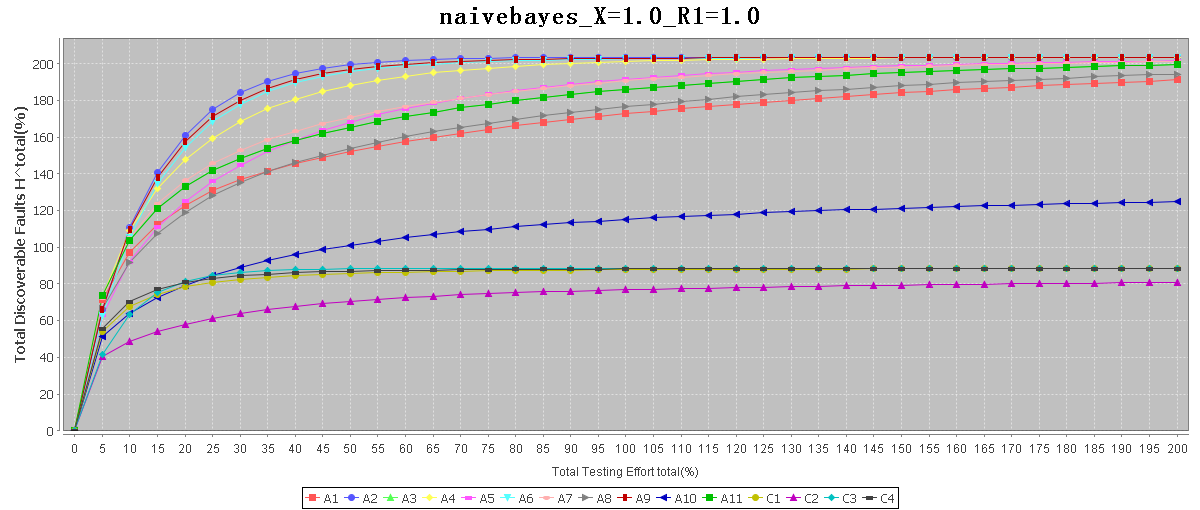 naivebayes_X=1.0_R1=1.0
Total Discoverable Faults H^total(%)
200
180
160
140
120
100
80
60
40
20
0
0 5 10 15 20 25 30 35 40 45 50 55 60 65 70 75 80 85 90 95 100 105 110 115 120 125 130 135 140 145 150 155 160 165 170 175 180 185 190 195 200
Total Testing Effort total(%)
A1 A2 A3 A4 A5 A6 A7 A8 A9 A10 A11 C1 C2 C3 C4